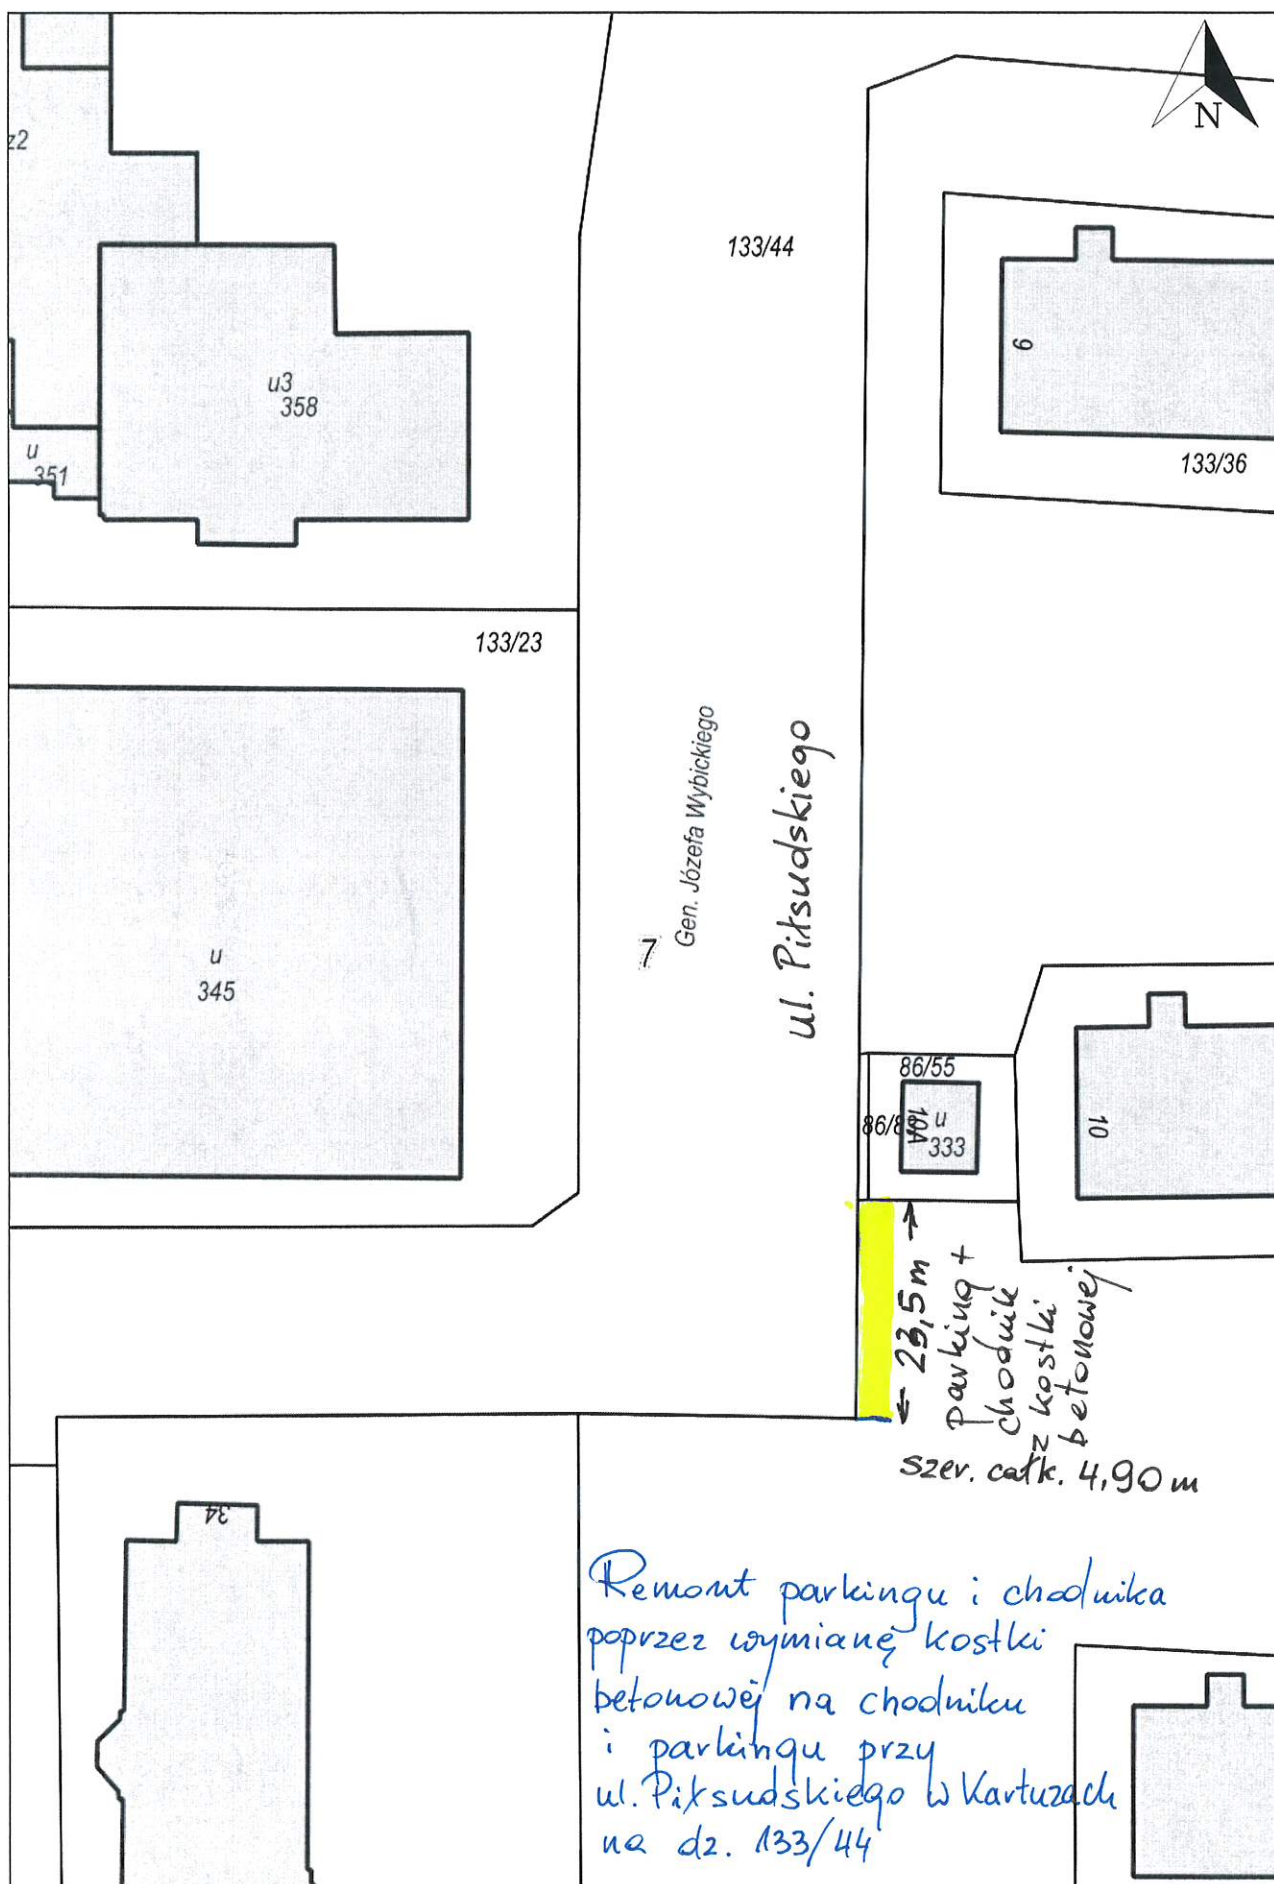 N
z2
133/44
9
u3
358
133/36
u
351
133/23
Gen. Józefa Wybickiego
7
ul. Piłsudskiego
u
345
86/55
10A
u
333
10
23,5 m
parking +
chodnik
z kostki
betonowej
szer. całk. 4,90 m
34
Remont parkingu i chodnika
poprzez wymianę kostki
betonowej na chodniku
i parkingu przy
ul. Piłsudskiego w Kartuzach
na dz. 133/44